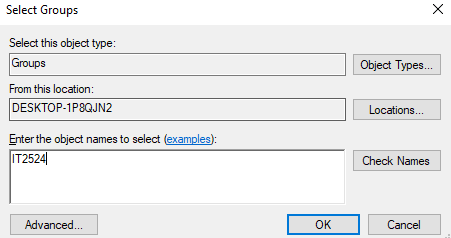 Select Groups
Select this object type:
Groups
Object Types...
From this location:
DESKTOP-1P8QJN2
Locations...
Enter the object names to select (examples):
IT2524
Check Names
Advanced...
OK
Cancel